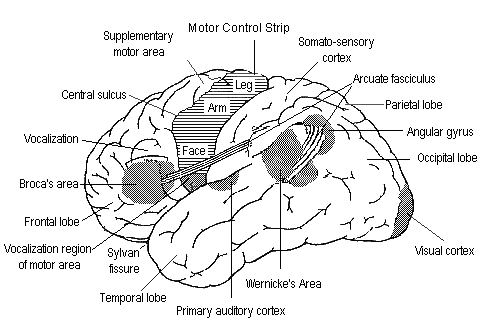 Motor Control Strip
Supplementary
motor area
Somato-sensory
cortex
Arcuate fasciculus
Leg
Central sulcus
Arm
Parietal lobe
Angular gyrus
Vocalization
Face
Occipital lobe
Broca's area
Frontal lobe
Vocalization region
of motor area
Sylvan
fissure
Visual cortex
Wernicke's Area
Temporal lobe
Primary auditory cortex